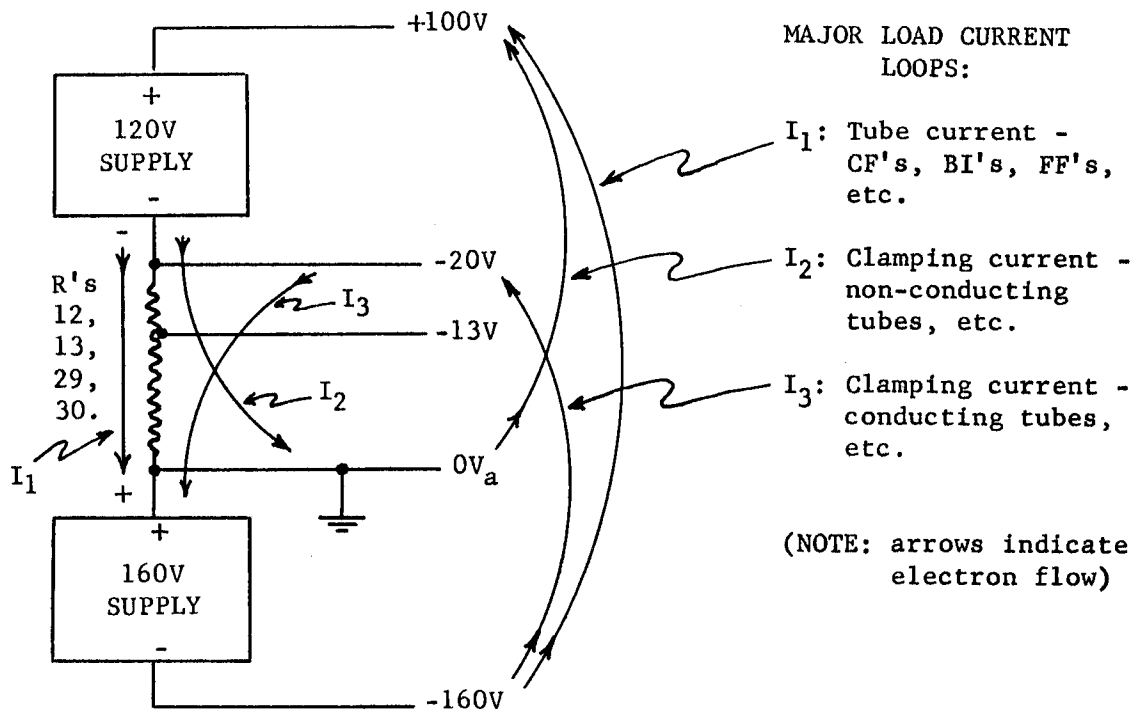 +100V
+
120V
SUPPLY
-
-
R's
12,
13,
29,
30.
I1
+
-20V
I3
-13V
I2
0Va
+
160V
SUPPLY
-
-160V
MAJOR LOAD CURRENT
LOOPS:
I1: Tube current -
CF's, BI's, FF's,
etc.
I2: Clamping current -
non-conducting
tubes, etc.
I3: Clamping current -
conducting tubes,
etc.
(NOTE: arrows indicate
electron flow)